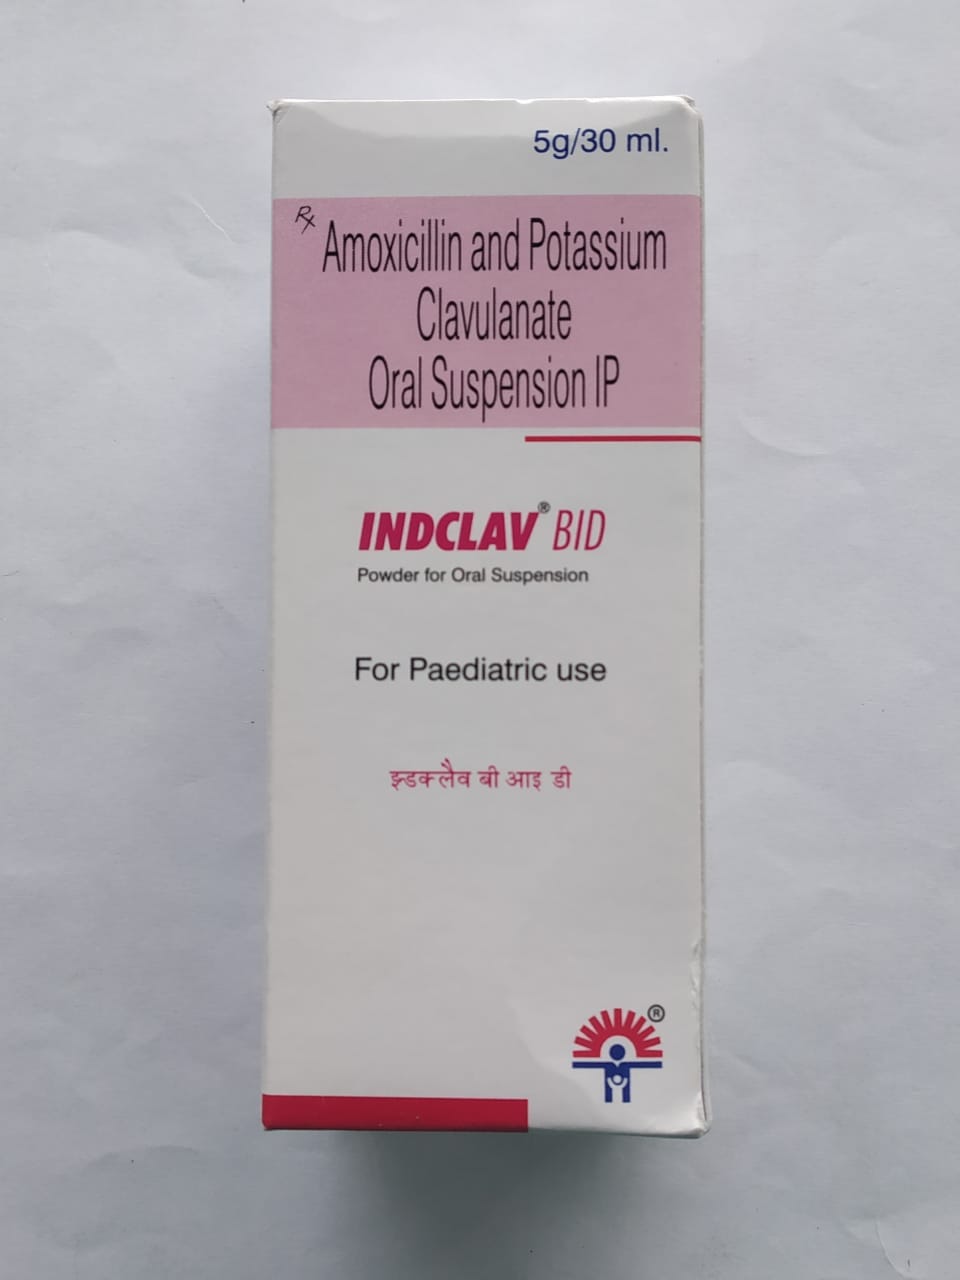 5g/30 ml.
Rx Amoxicillin and Potassium
Clavulanate
Oral Suspension IP
INDCLAV® BID
Powder for Oral Suspension
For Paediatric use
इन्डक्लैव बी आइ डी
®